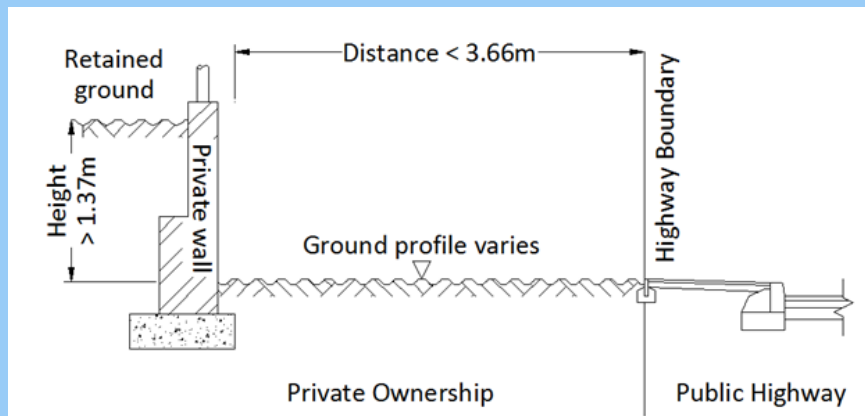 Retained
ground
Distance < 3.66m
Highway Boundary
Height
> 1.37m
Private wall
Ground profile varies
Private Ownership
Public Highway